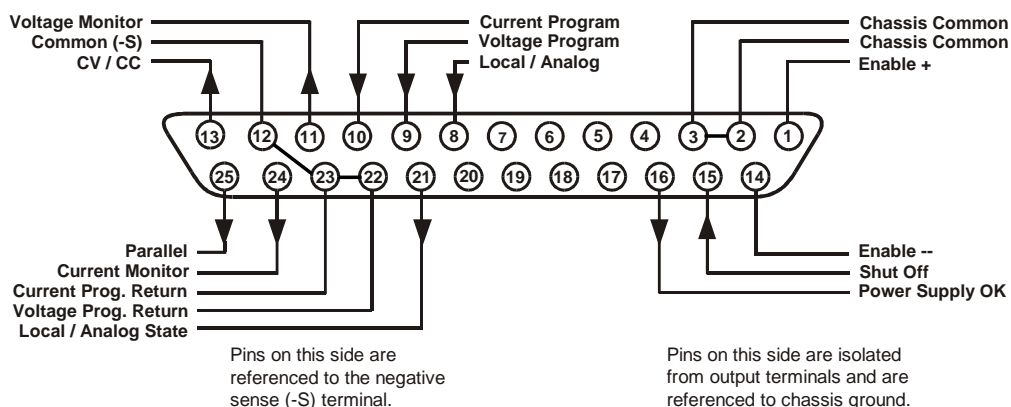 Voltage Monitor
Common (-S)
CV / CC
Current Program
Voltage Program
Local / Analog
Chassis Common
Chassis Common
Enable +
13 12 11 10 9 8 7 6 5 4 3 2 1
25 24 23 22 21 20 19 18 17 16 15 14
Parallel
Current Monitor
Current Prog. Return
Voltage Prog. Return
Local / Analog State
Enable --
Shut Off
Power Supply OK
Pins on this side are
referenced to the negative
sense (-S) terminal.
Pins on this side are isolated
from output terminals and are
referenced to chassis ground.